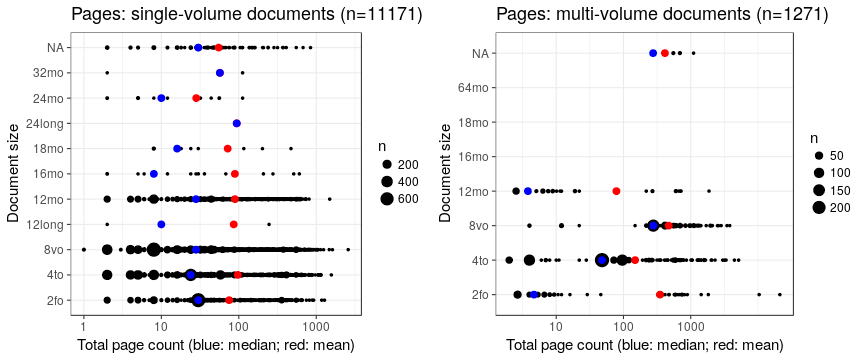 Pages: single-volume documents (n=11171)
Document size
NA
32mo
24mo
24long
18mo
16mo
12mo
12long
8vo
4to
2fo
1
10
100
1000
Total page count (blue: median; red: mean)
n
200
400
600
Pages: multi-volume documents (n=1271)
Document size
NA
64mo
18mo
16mo
12mo
8vo
4to
2fo
10
100
1000
Total page count (blue: median; red: mean)
n
50
100
150
200